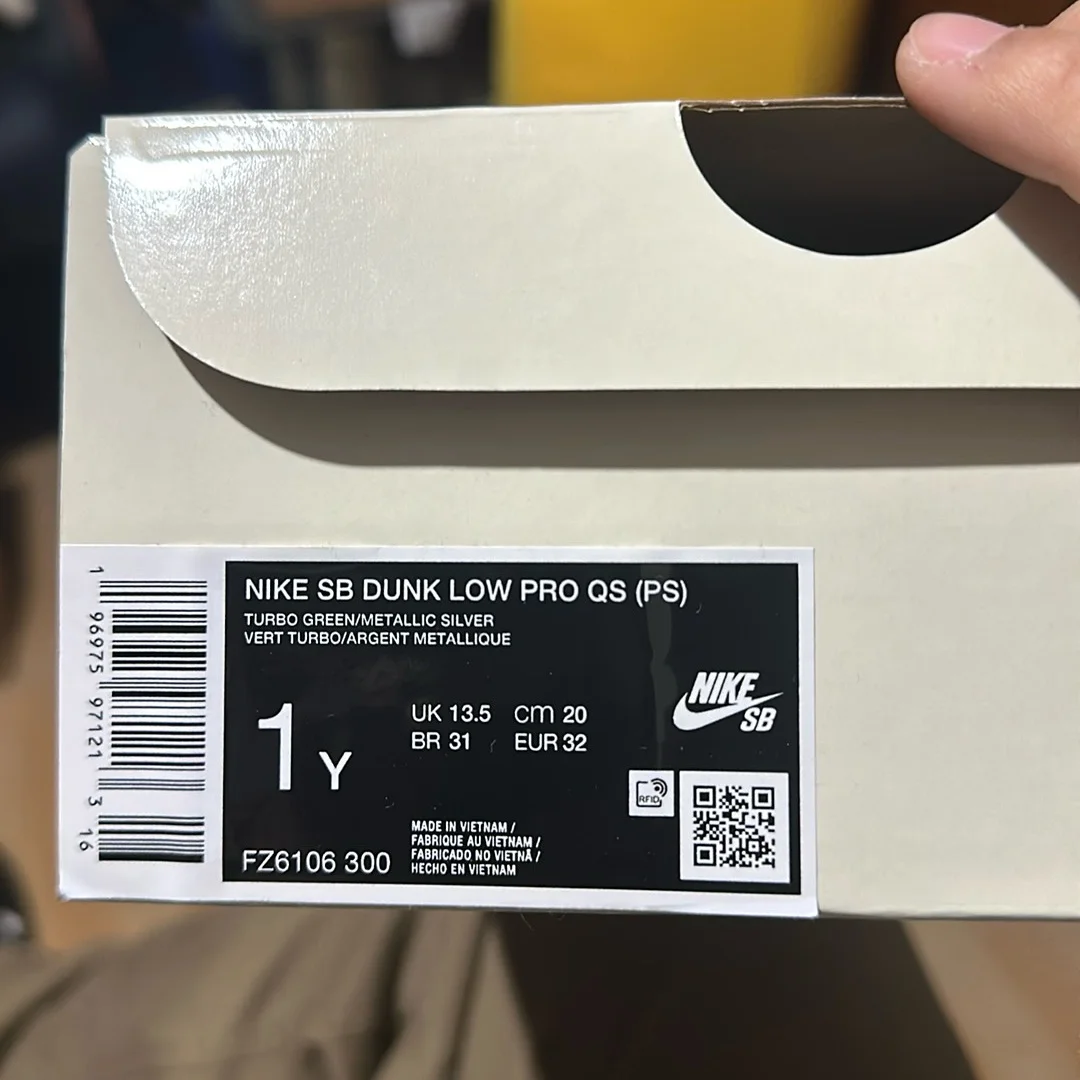 NIKE SB DUNK LOW PRO QS (PS)
TURBO GREEN/METALLIC SILVER
VERT TURBO/ARGENT METALLIQUE
1 Y
UK 13.5 cm 20
BR 31 EUR 32
NIKE
SB
RFID
MADE IN VIETNAM /
FABRIQUE AU VIETNAM /
FABRICADO NO VIETNÃ /
HECHO EN VIETNAM
FZ6106 300
1 96975 97121 3 16